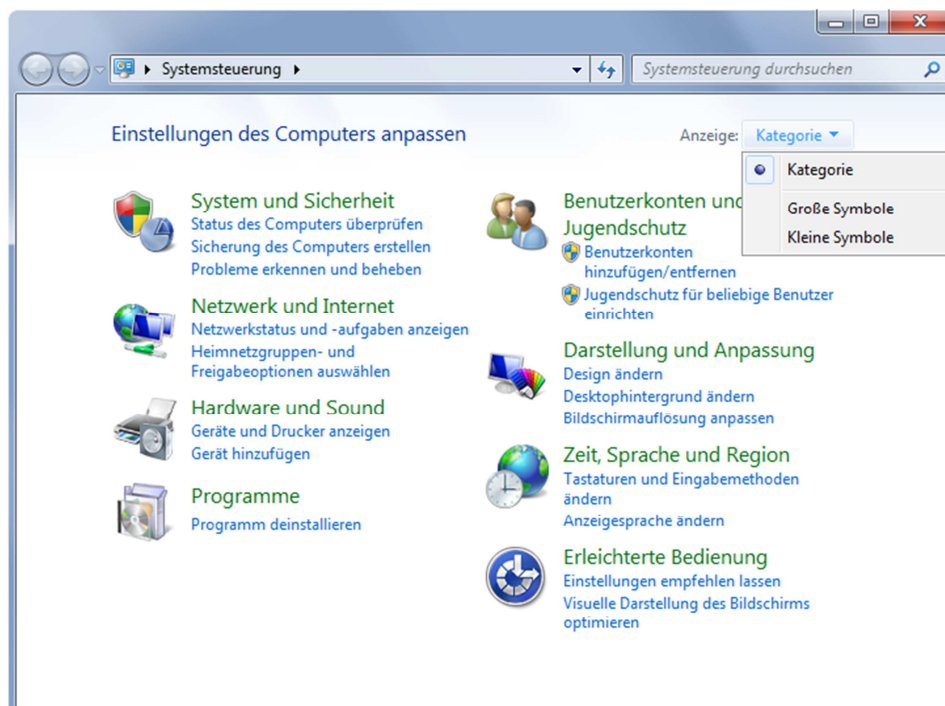 Systemsteuerung
Systemsteuerung durchsuchen
Einstellungen des Computers anpassen
Anzeige: Kategorie
Kategorie
Große Symbole
Kleine Symbole
System und Sicherheit
Status des Computers überprüfen
Sicherung des Computers erstellen
Probleme erkennen und beheben
Netzwerk und Internet
Netzwerkstatus und -aufgaben anzeigen
Heimnetzgruppen- und
Freigabeoptionen auswählen
Hardware und Sound
Geräte und Drucker anzeigen
Gerät hinzufügen
Programme
Programm deinstallieren
Benutzerkonten und
Jugendschutz
Benutzerkonten
hinzufügen/entfernen
Jugendschutz für beliebige Benutzer
einrichten
Darstellung und Anpassung
Design ändern
Desktophintergrund ändern
Bildschirmauflösung anpassen
Zeit, Sprache und Region
Tastaturen und Eingabemethoden
ändern
Anzeigesprache ändern
Erleichterte Bedienung
Einstellungen empfehlen lassen
Visuelle Darstellung des Bildschirms
optimieren